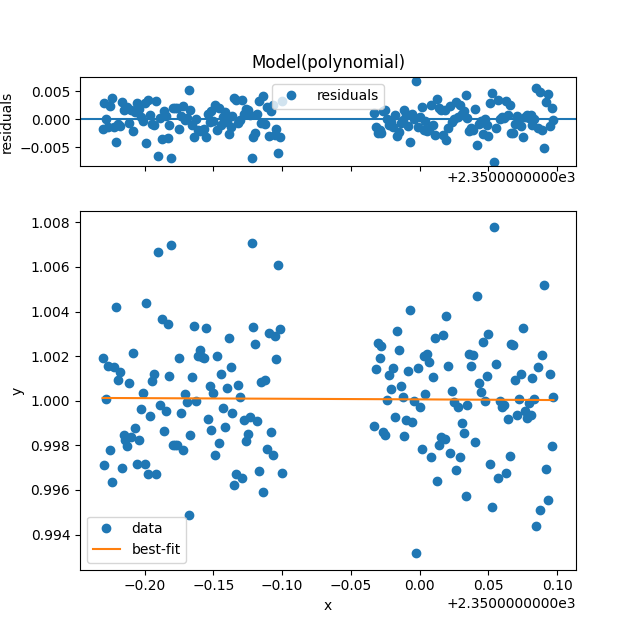 Model(polynomial)
residuals
0.005
0.000
−0.005
residuals
+2.3500000000e3
y
1.008
1.006
1.004
1.002
1.000
0.998
0.996
0.994
data
best-fit
−0.20
−0.15
−0.10
−0.05
0.00
0.05
0.10
x
+2.3500000000e3